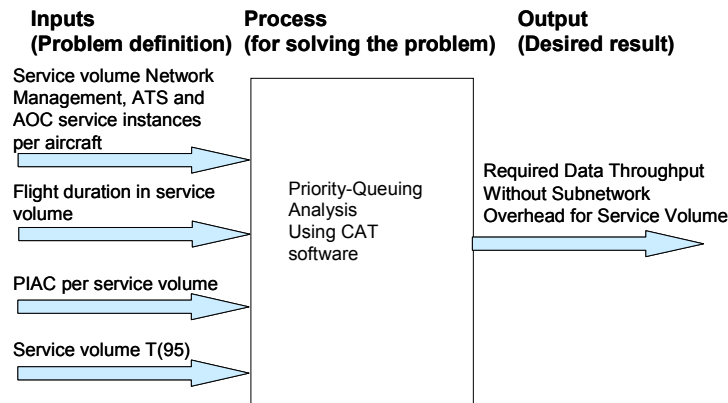 Inputs
(Problem definition)
Process
(for solving the problem)
Output
(Desired result)
Service volume Network
Management, ATS and
AOC service instances
per aircraft
Flight duration in service
volume
PIAC per service volume
Service volume T(95)
Priority-Queuing
Analysis
Using CAT
software
Required Data Throughput
Without Subnetwork
Overhead for Service Volume